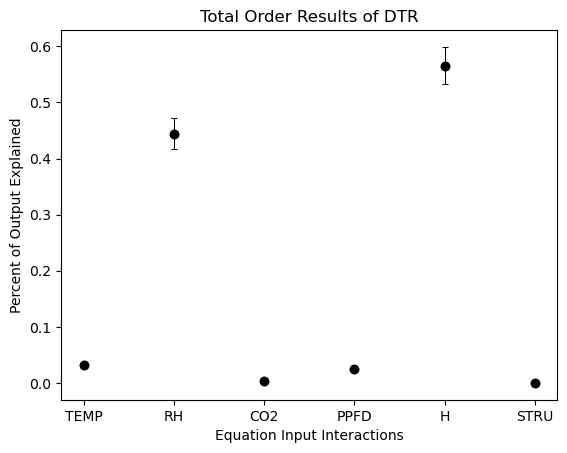 Total Order Results of DTR
Percent of Output Explained
0.6
0.5
0.4
0.3
0.2
0.1
0.0
TEMP RH CO2 PPFD H STRU
Equation Input Interactions